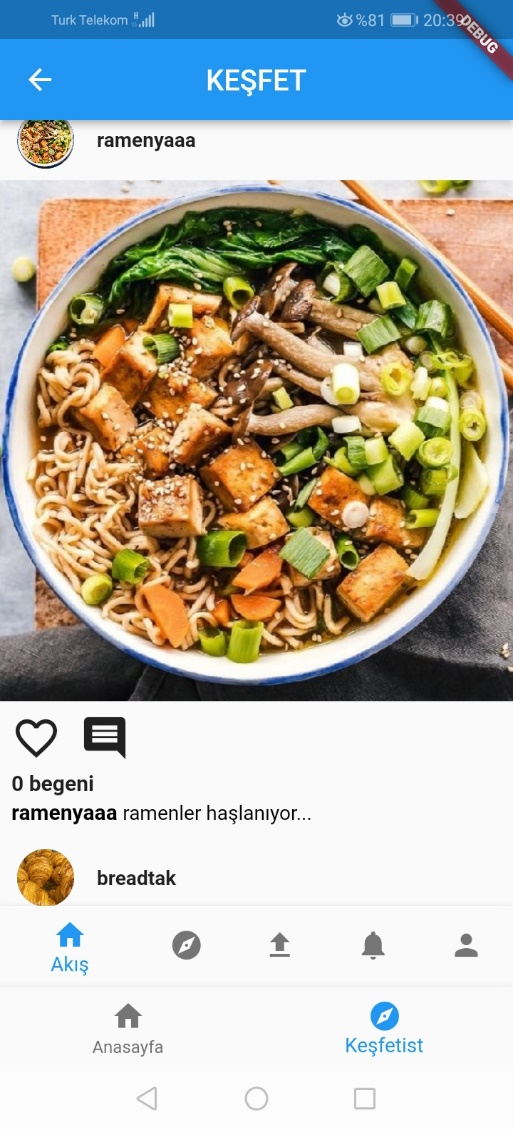 Turk Telekom H %81 20:39
DEBUG
KEŞFET
ramenyaaa
0 begeni
ramenyaaa ramenler haşlanıyor...
breadtak
Akış
Anasayfa Keşfetist